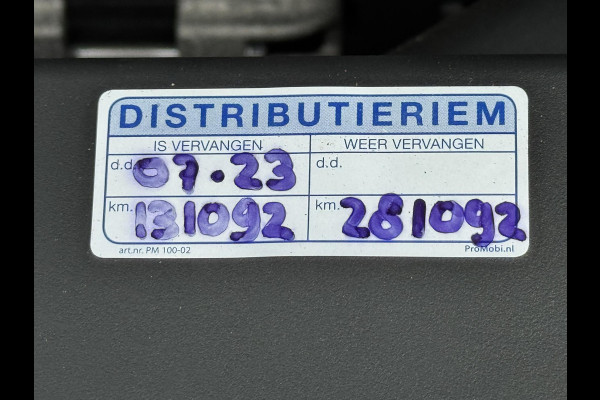 DISTRIBUTIERIEM
IS VERVANGEN WEER VERVANGEN
d.d. 07.23 d.d.
km. 131092 km. 281092
art.nr. PM 100-02 ProMobi.nl